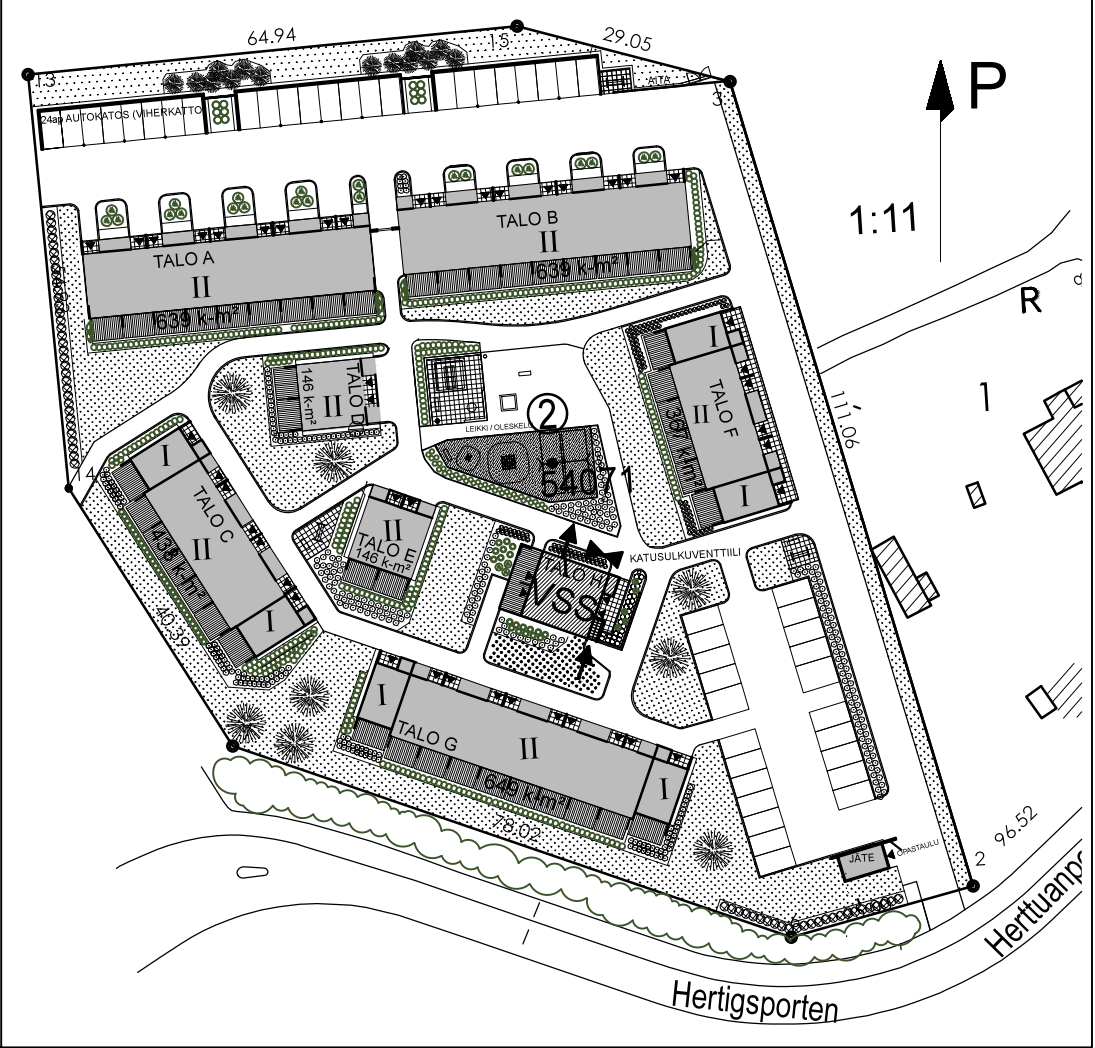 64.94
15
29.05
13
AITA
3
P
24ap AUTOKATOS (VIHERKATTO)
1:11
TALO B
II
639 k-m²
TALO A
II
639 k-m²
R
I
TALO D
146 k-m²
II
2
LEIKKI / OLESKELU
TALO F
II
I
1
111.06
4
I
TALO C
II
I
54071
II
TALO E
146 k-m²
KATUSULKUVENTTIILI
TALO H
VSS
40.39
I
TALO G
II
649 k-m²
I
78.02
JÄTE
OPASTAULU
2
96.52
Herttuanpo
Hertigsporten